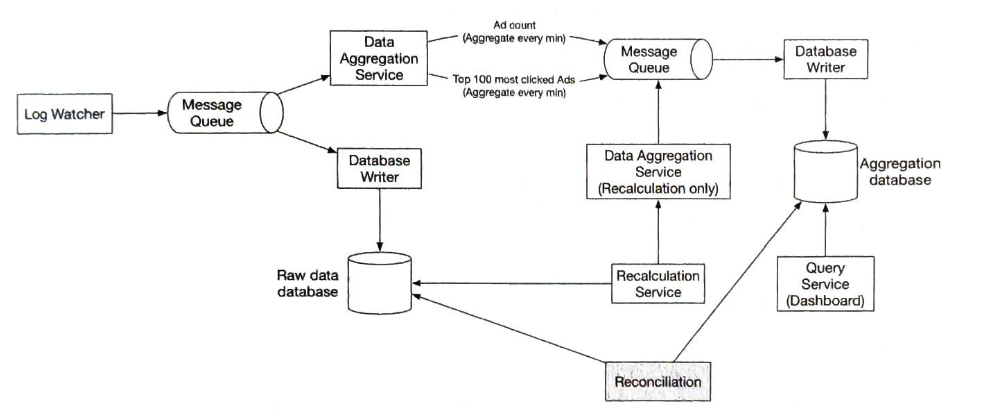 Ad count
(Aggregate every min)
Data
Aggregation
Service
Message
Queue
Database
Writer
Top 100 most clicked Ads
(Aggregate every min)
Log Watcher
Message
Queue
Database
Writer
Data Aggregation
Service
(Recalculation only)
Aggregation
database
Raw data
database
Recalculation
Service
Query
Service
(Dashboard)
Reconciliation